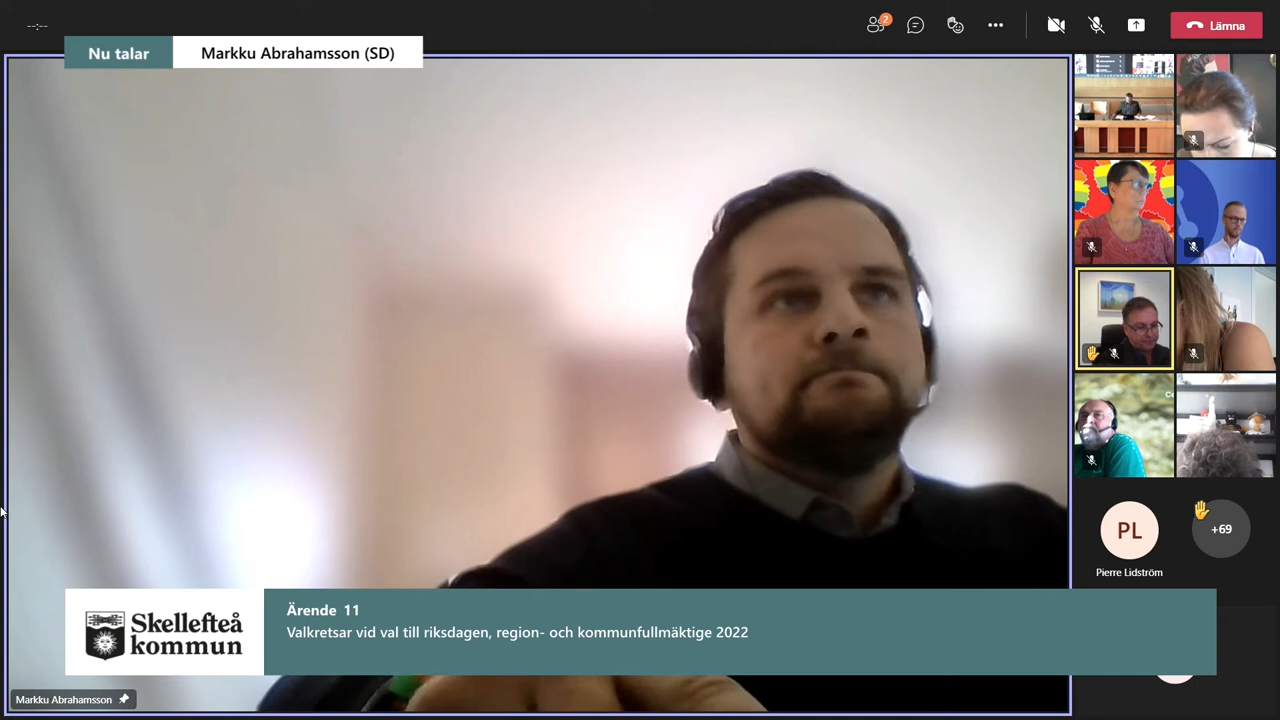 --:--
2
Lämna
Nu talar
Markku Abrahamsson (SD)
PL
+69
Pierre Lidström
Ärende 11
Skellefteå
kommun
Valkretsar vid val till riksdagen, region- och kommunfullmäktige 2022
Markku Abrahamsson